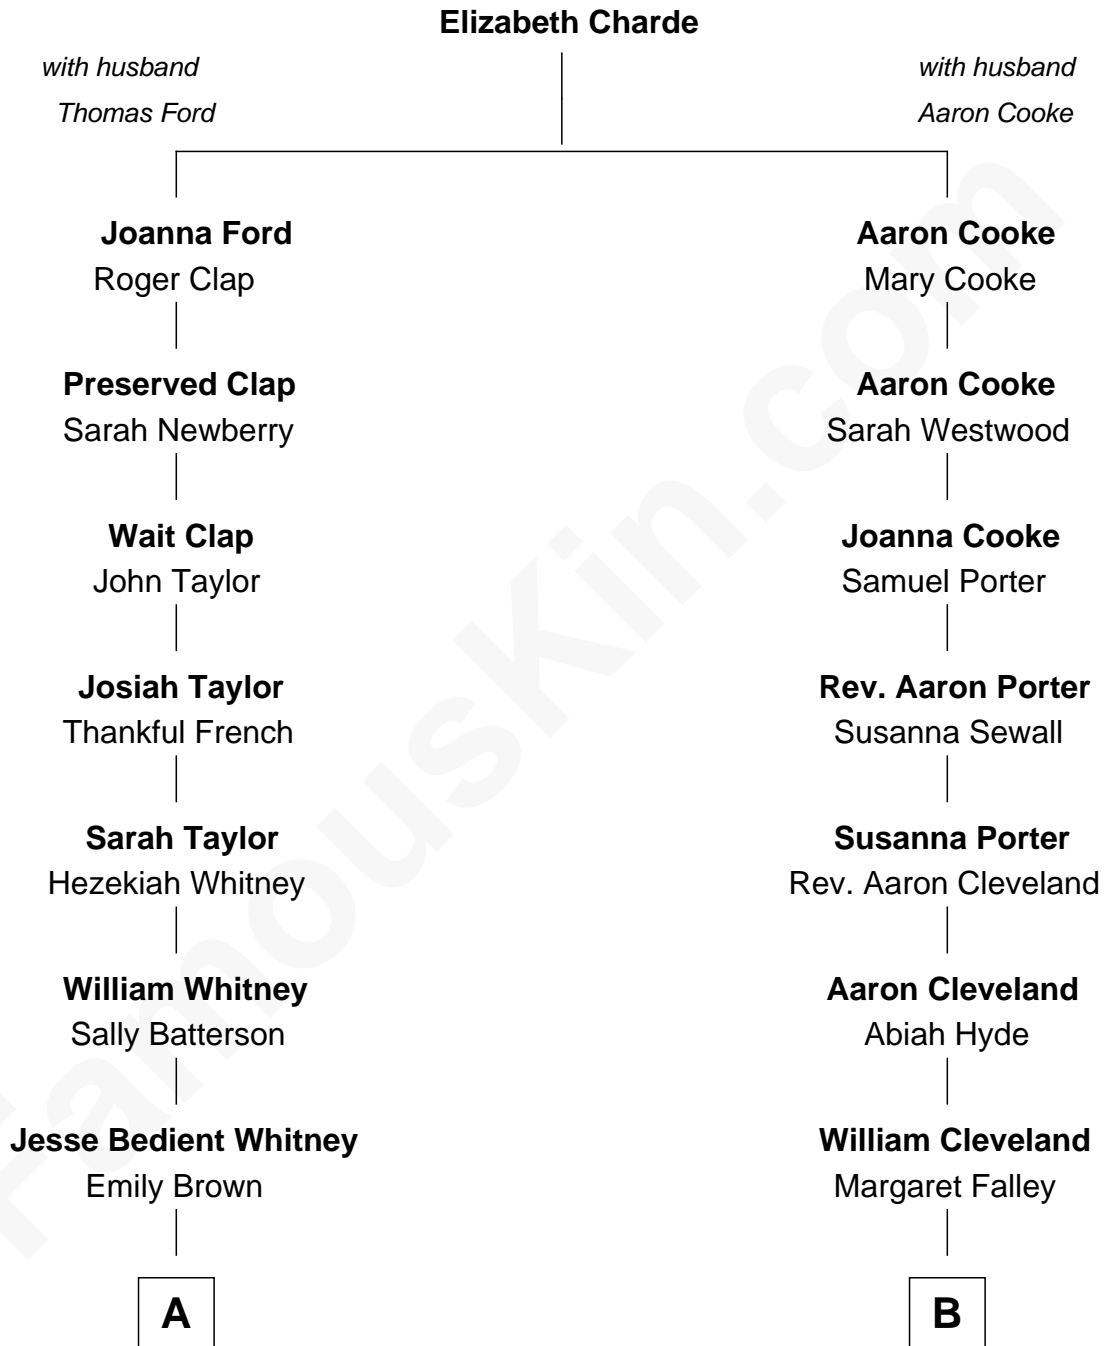 Elizabeth Charde
with husband
Thomas Ford
with husband
Aaron Cooke
Joanna Ford
Roger Clap
Aaron Cooke
Mary Cooke
Preserved Clap
Sarah Newberry
Aaron Cooke
Sarah Westwood
Wait Clap
John Taylor
Joanna Cooke
Samuel Porter
Josiah Taylor
Thankful French
Rev. Aaron Porter
Susanna Sewall
Sarah Taylor
Hezekiah Whitney
Susanna Porter
Rev. Aaron Cleveland
William Whitney
Sally Batterson
Aaron Cleveland
Abiah Hyde
Jesse Bedient Whitney
Emily Brown
William Cleveland
Margaret Falley
A
B
FamousKin.com